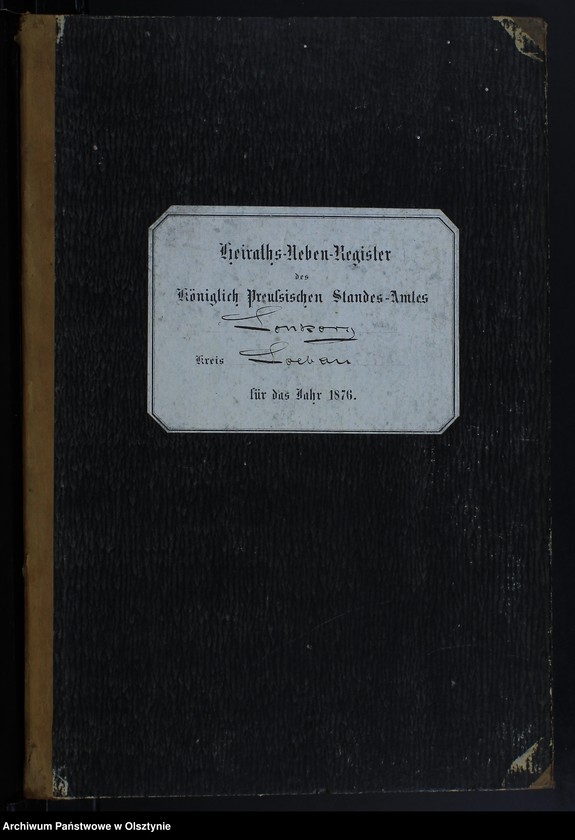 Heiraths-Neben-Register
des
Königlich Preußischen Standes-Amtes
Lonkorz
Kreis Loebau
für das Jahr 1876.
Archiwum Państwowe w Olsztynie